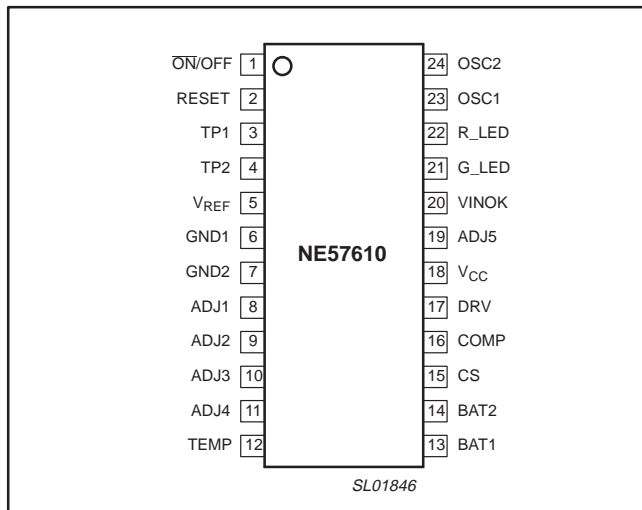 O̅N̅/OFF 1 24 OSC2
RESET 2 23 OSC1
TP1 3 22 R_LED
TP2 4 21 G_LED
VREF 5 20 VINOK
GND1 6 19 ADJ5
NE57610
GND2 7 18 VCC
ADJ1 8 17 DRV
ADJ2 9 16 COMP
ADJ3 10 15 CS
ADJ4 11 14 BAT2
TEMP 12 13 BAT1
SL01846